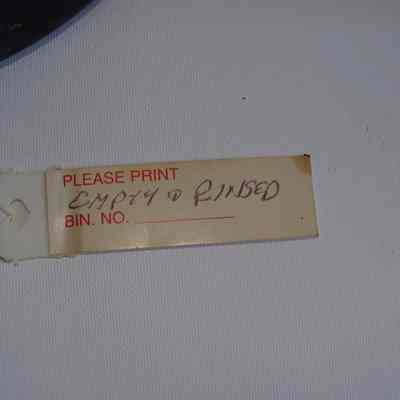 PLEASE PRINT
EMPTY & RINSED
BIN. NO.